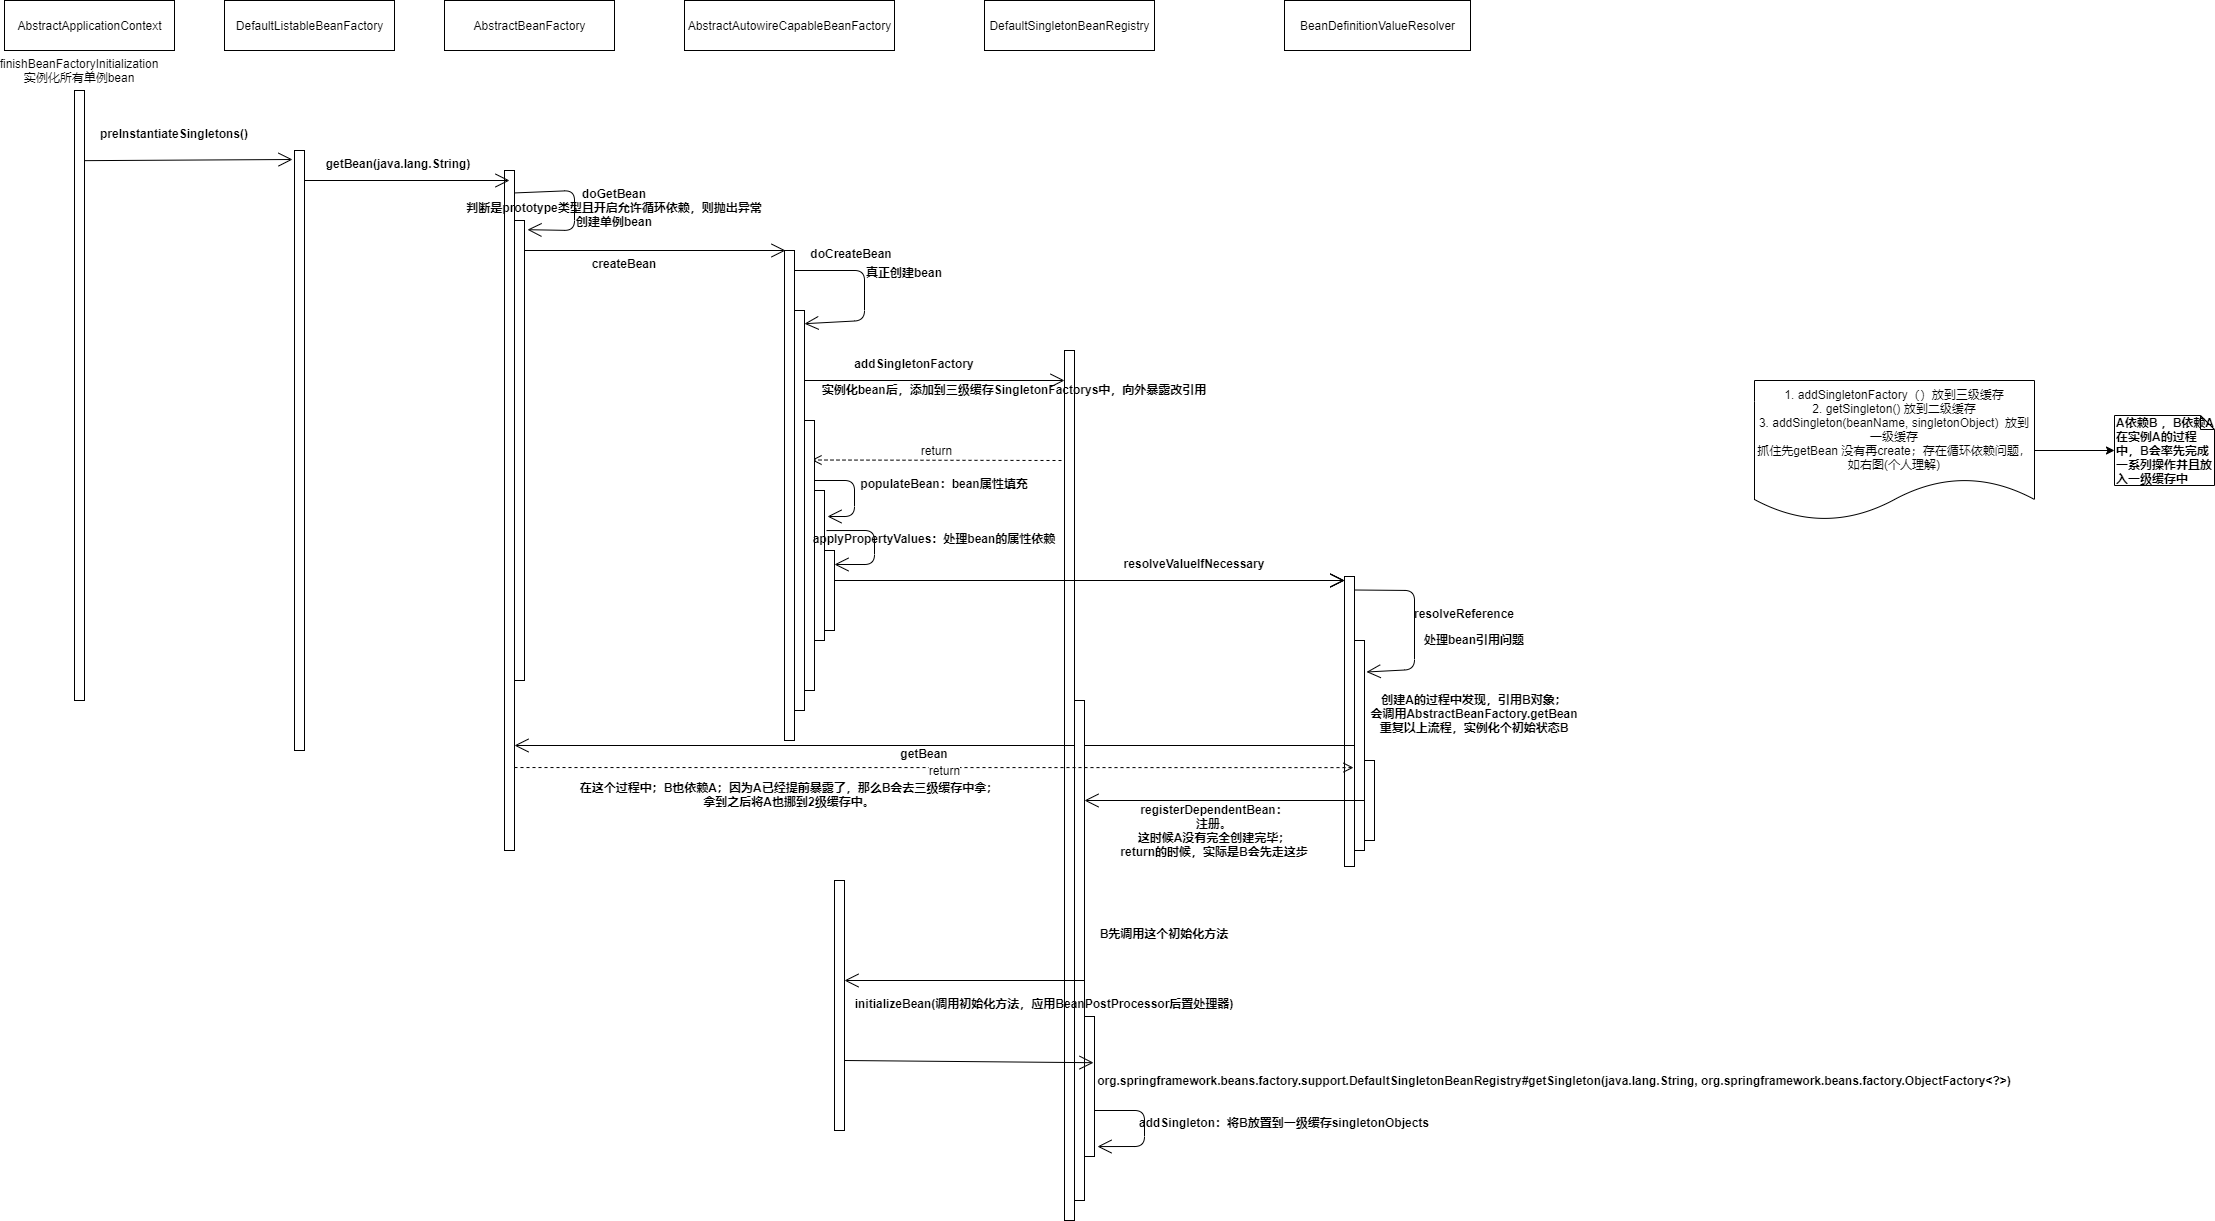 AbstractApplicationContext
DefaultListableBeanFactory
AbstractBeanFactory
AbstractAutowireCapableBeanFactory
DefaultSingletonBeanRegistry
BeanDefinitionValueResolver
finishBeanFactoryInitialization
实例化所有单例bean
preInstantiateSingletons()
getBean(java.lang.String)
doGetBean
判断是prototype类型且开启允许循环依赖，则抛出异常
创建单例bean
createBean
doCreateBean
真正创建bean
addSingletonFactory
实例化bean后，添加到三级缓存SingletonFactorys中，向外暴露改引用
return
populateBean：bean属性填充
applyPropertyValues：处理bean的属性依赖
resolveValueIfNecessary
resolveReference
处理bean引用问题
创建A的过程中发现，引用B对象；
会调用AbstractBeanFactory.getBean
重复以上流程，实例化个初始状态B
getBean
return
在这个过程中；B也依赖A；因为A已经提前暴露了，那么B会去三级缓存中拿；
拿到之后将A也挪到2级缓存中。
registerDependentBean：
注册。
这时候A没有完全创建完毕；
return的时候，实际是B会先走这步
B先调用这个初始化方法
initializeBean(调用初始化方法，应用BeanPostProcessor后置处理器)
org.springframework.beans.factory.support.DefaultSingletonBeanRegistry#getSingleton(java.lang.String, org.springframework.beans.factory.ObjectFactory<?>)
addSingleton：将B放置到一级缓存singletonObjects
1. addSingletonFactory（）放到三级缓存
2. getSingleton() 放到二级缓存
3. addSingleton(beanName, singletonObject)  放到
一级缓存
抓住先getBean 没有再create；存在循环依赖问题，
如右图(个人理解)
A依赖B ，B依赖A
在实例A的过程
中，B会率先完成
一系列操作并且放
入一级缓存中